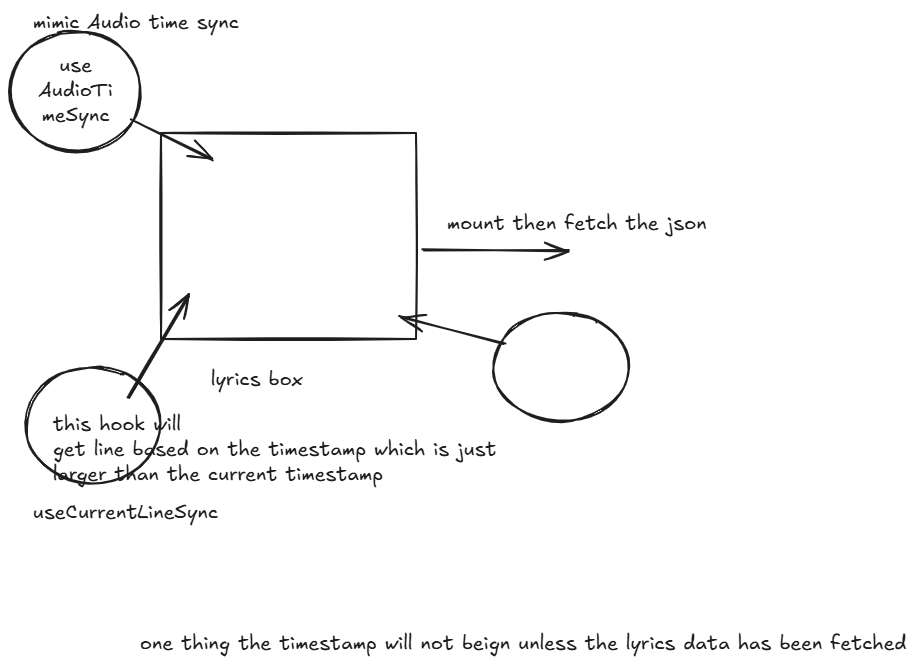 mimic Audio time sync
use
AudioTi
meSync
mount then fetch the json
lyrics box
this hook will
get line based on the timestamp which is just
larger than the current timestamp
useCurrentLineSync
one thing the timestamp will not beign unless the lyrics data has been fetched